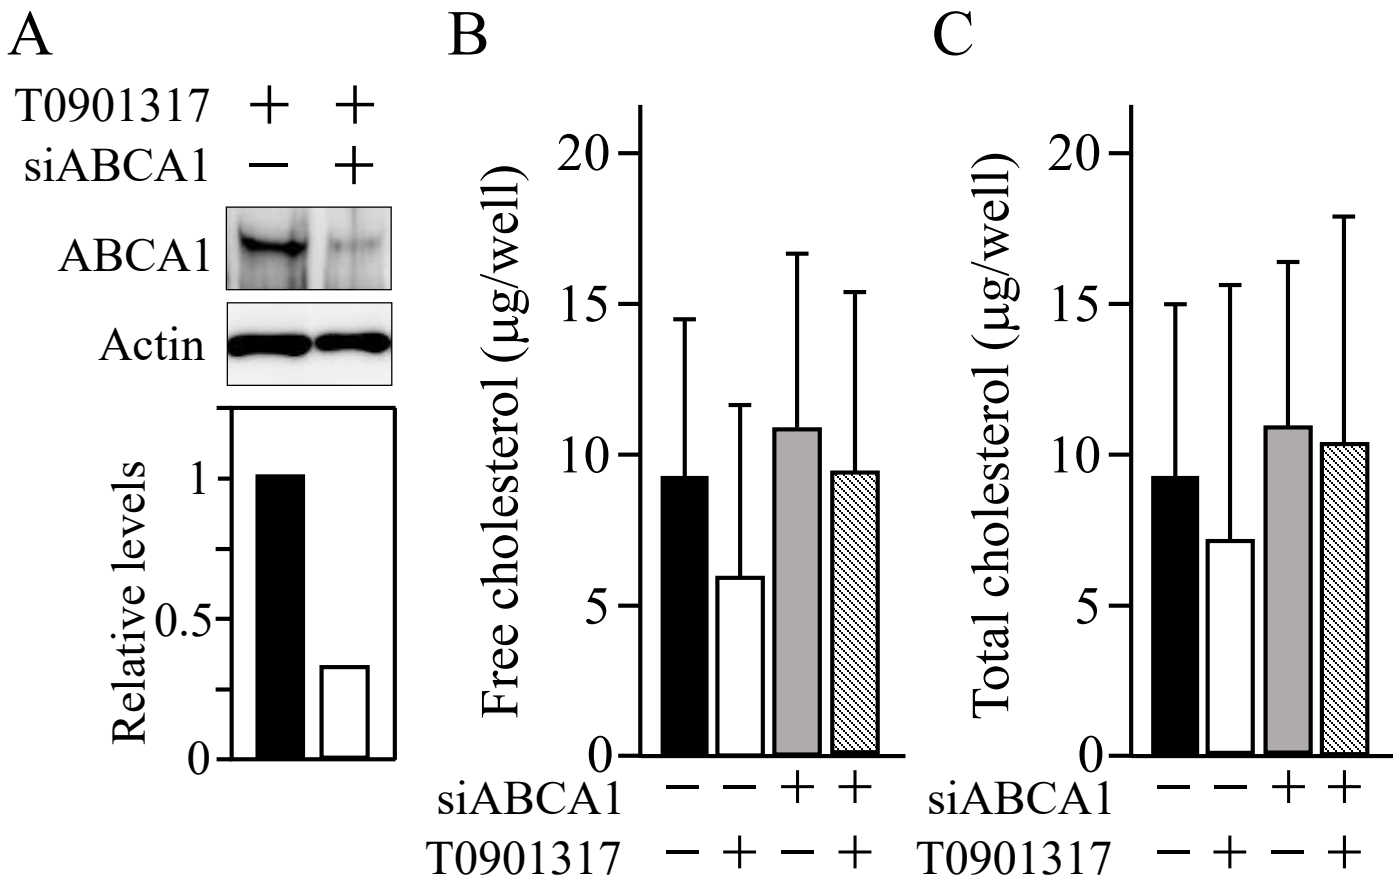 A
T0901317 + +
siABCA1 − +
ABCA1
Actin
Relative levels
1
0.5
0
B
Free cholesterol (μg/well)
20
15
10
5
0
siABCA1 − − + +
T0901317 − + − +
C
Total cholesterol (μg/well)
20
15
10
5
0
siABCA1 − − + +
T0901317 − + − +